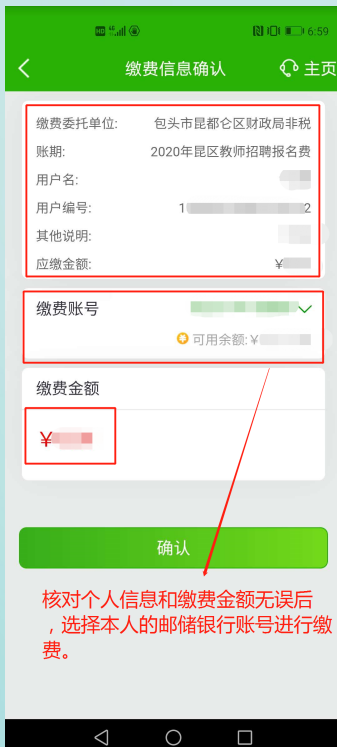 6:59
缴费信息确认 主页
缴费委托单位: 包头市昆都仑区财政局非税
账期: 2020年昆区教师招聘报名费
用户名:
用户编号: 1 2
其他说明:
应缴金额: ¥
缴费账号
可用余额:¥
缴费金额
¥
确认
核对个人信息和缴费金额无误后
，选择本人的邮储银行账号进行缴
费。